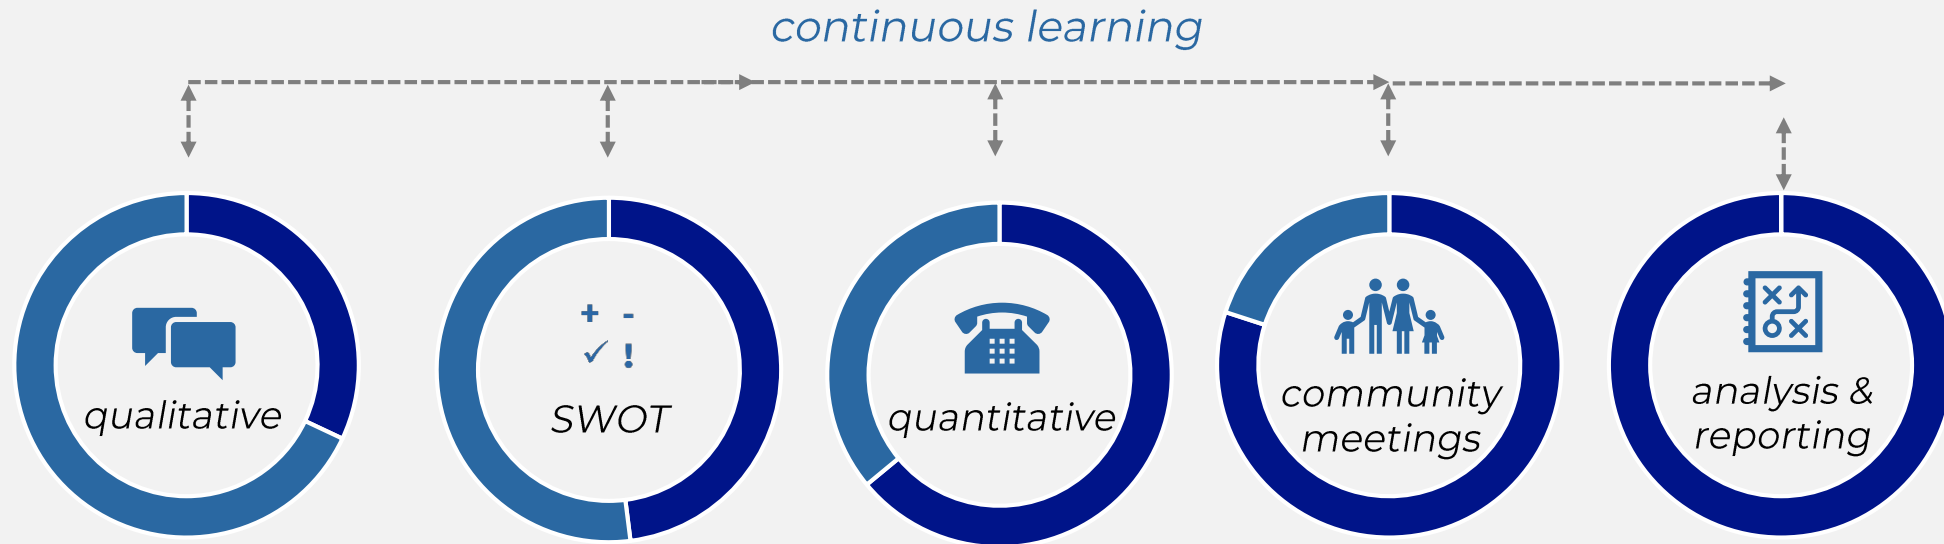 continuous learning
qualitative
+ -
✓ !
SWOT
quantitative
community
meetings
analysis &
reporting